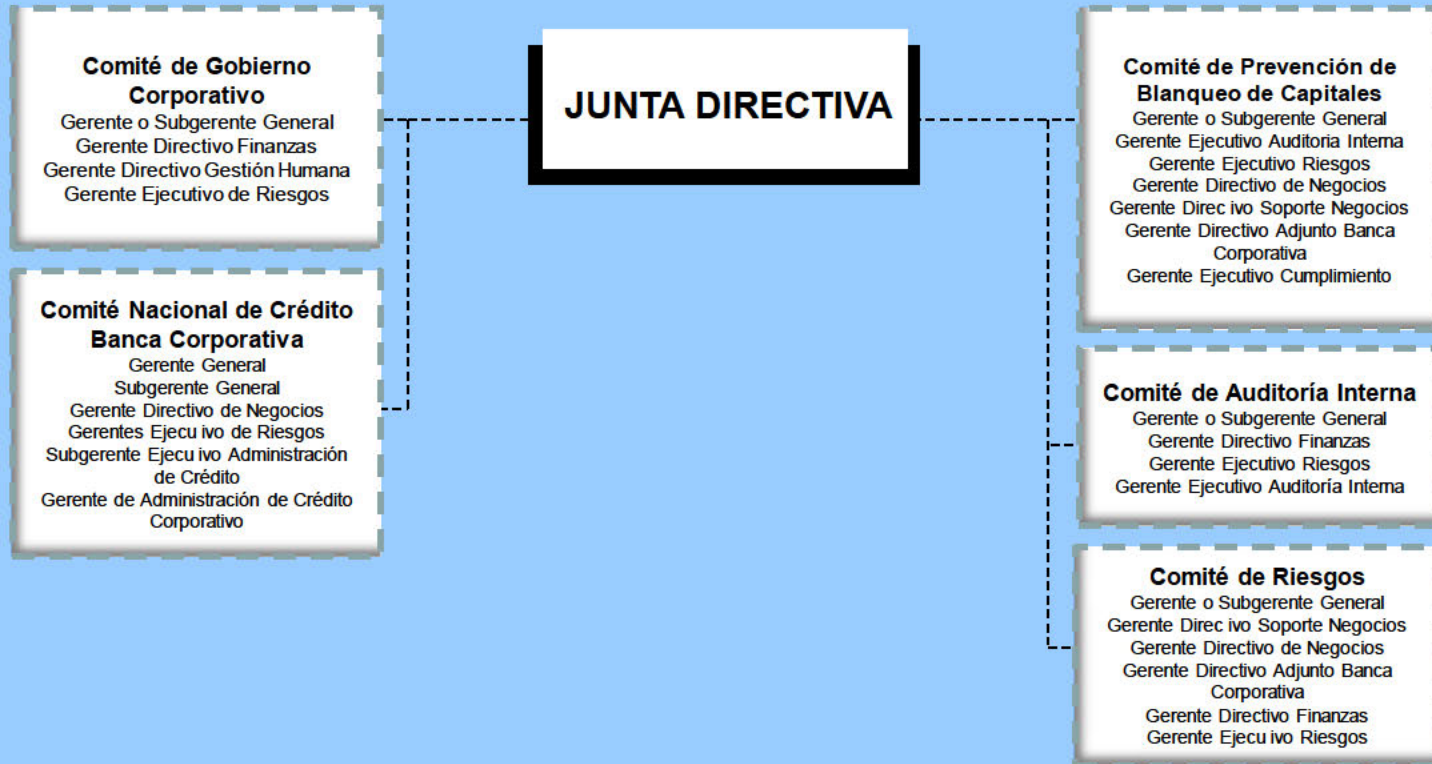 Comité de Gobierno
Corporativo
Gerente o Subgerente General
Gerente Directivo Finanzas
Gerente Directivo Gestión Humana
Gerente Ejecutivo de Riesgos
Comité Nacional de Crédito
Banca Corporativa
Gerente General
Subgerente General
Gerente Directivo de Negocios
Gerentes Ejecu ivo de Riesgos
Subgerente Ejecu ivo Administración
de Crédito
Gerente de Administración de Crédito
Corporativo
JUNTA DIRECTIVA
Comité de Prevención de
Blanqueo de Capitales
Gerente o Subgerente General
Gerente Ejecutivo Auditoria Interna
Gerente Ejecutivo Riesgos
Gerente Directivo de Negocios
Gerente Direc ivo Soporte Negocios
Gerente Directivo Adjunto Banca
Corporativa
Gerente Ejecutivo Cumplimiento
Comité de Auditoría Interna
Gerente o Subgerente General
Gerente Directivo Finanzas
Gerente Ejecutivo Riesgos
Gerente Ejecutivo Auditoría Interna
Comité de Riesgos
Gerente o Subgerente General
Gerente Direc ivo Soporte Negocios
Gerente Directivo de Negocios
Gerente Directivo Adjunto Banca
Corporativa
Gerente Directivo Finanzas
Gerente Ejecu ivo Riesgos